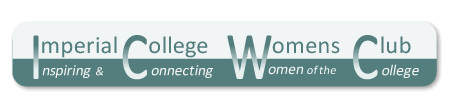 Imperial College Womens Club
Inspiring & Connecting Women of the College